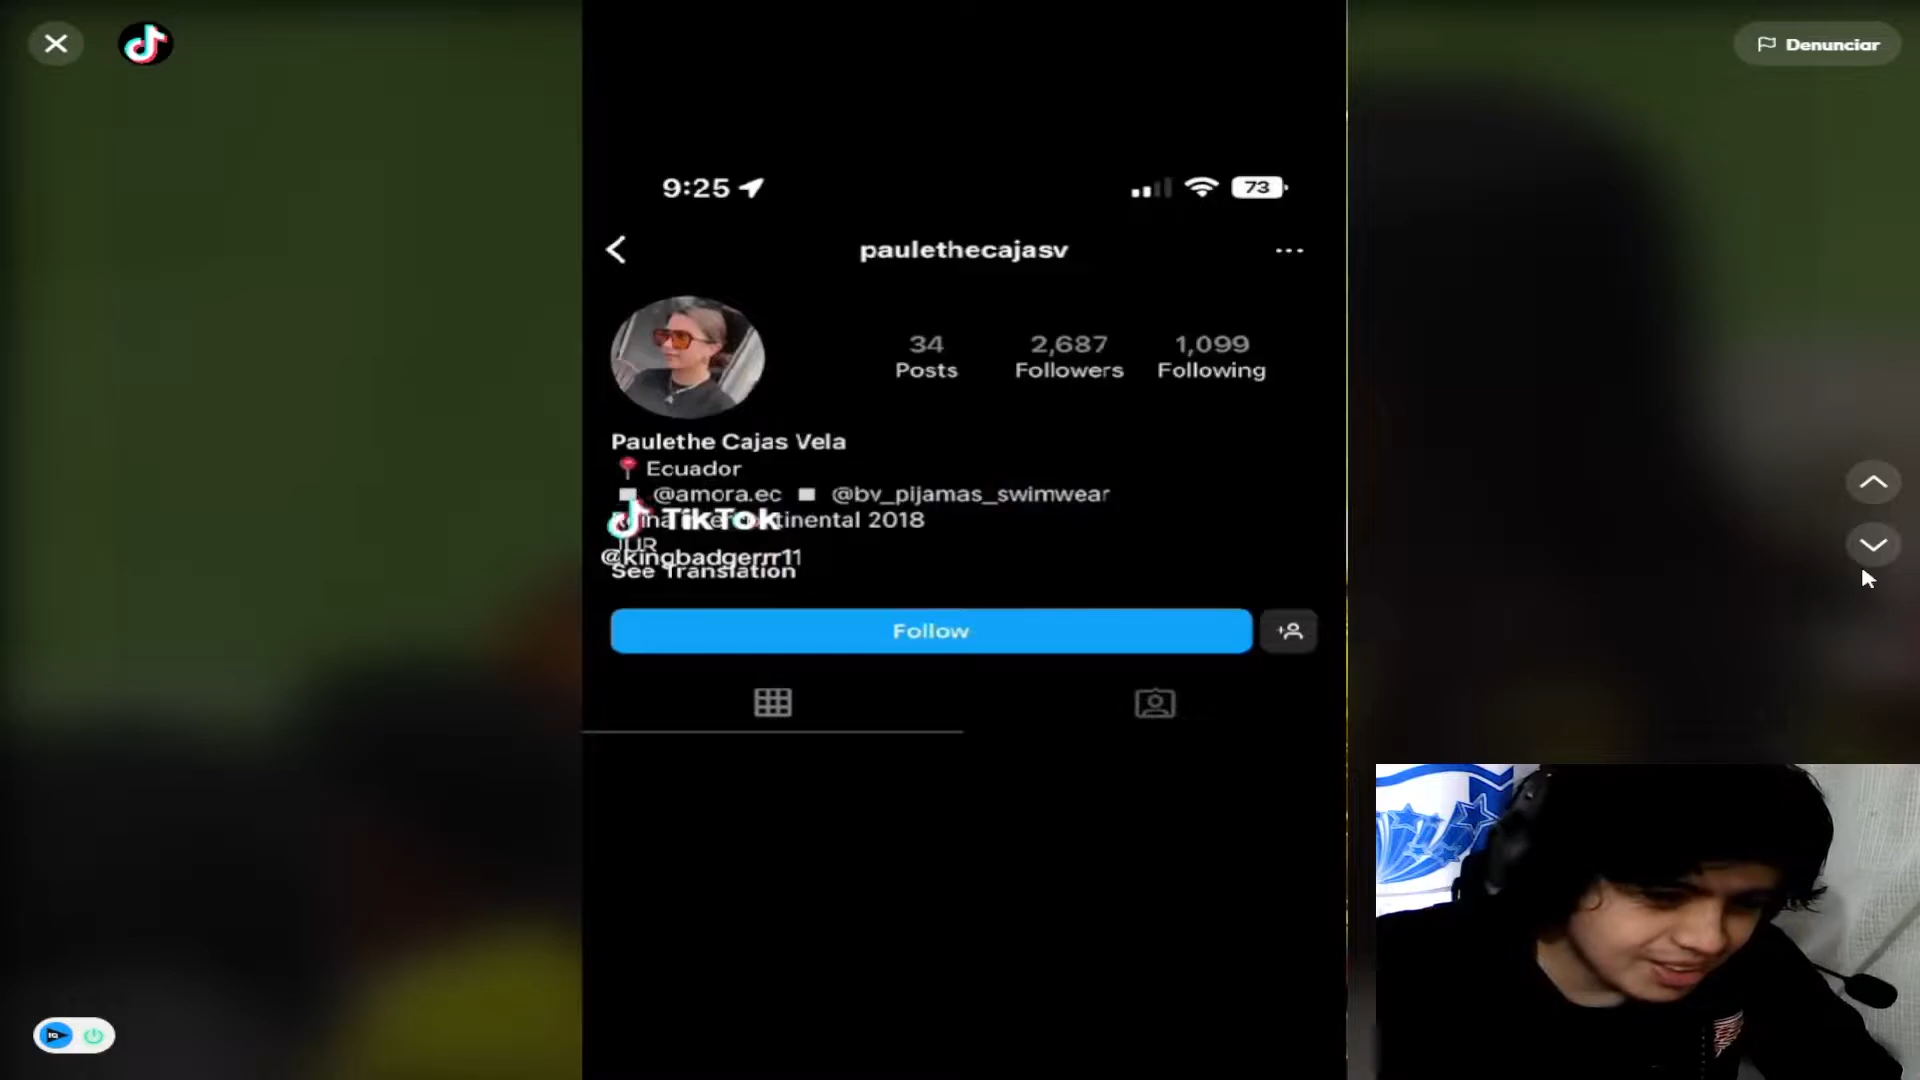 Denunciar
9:25
73
paulethecajasv
34
Posts
2,687
Followers
1,099
Following
Paulethe Cajas Vela
Ecuador
@amora.ec @bv_pijamas_swimwear
2018
TikTok
@kingbadgerrr11
See Translation
Follow